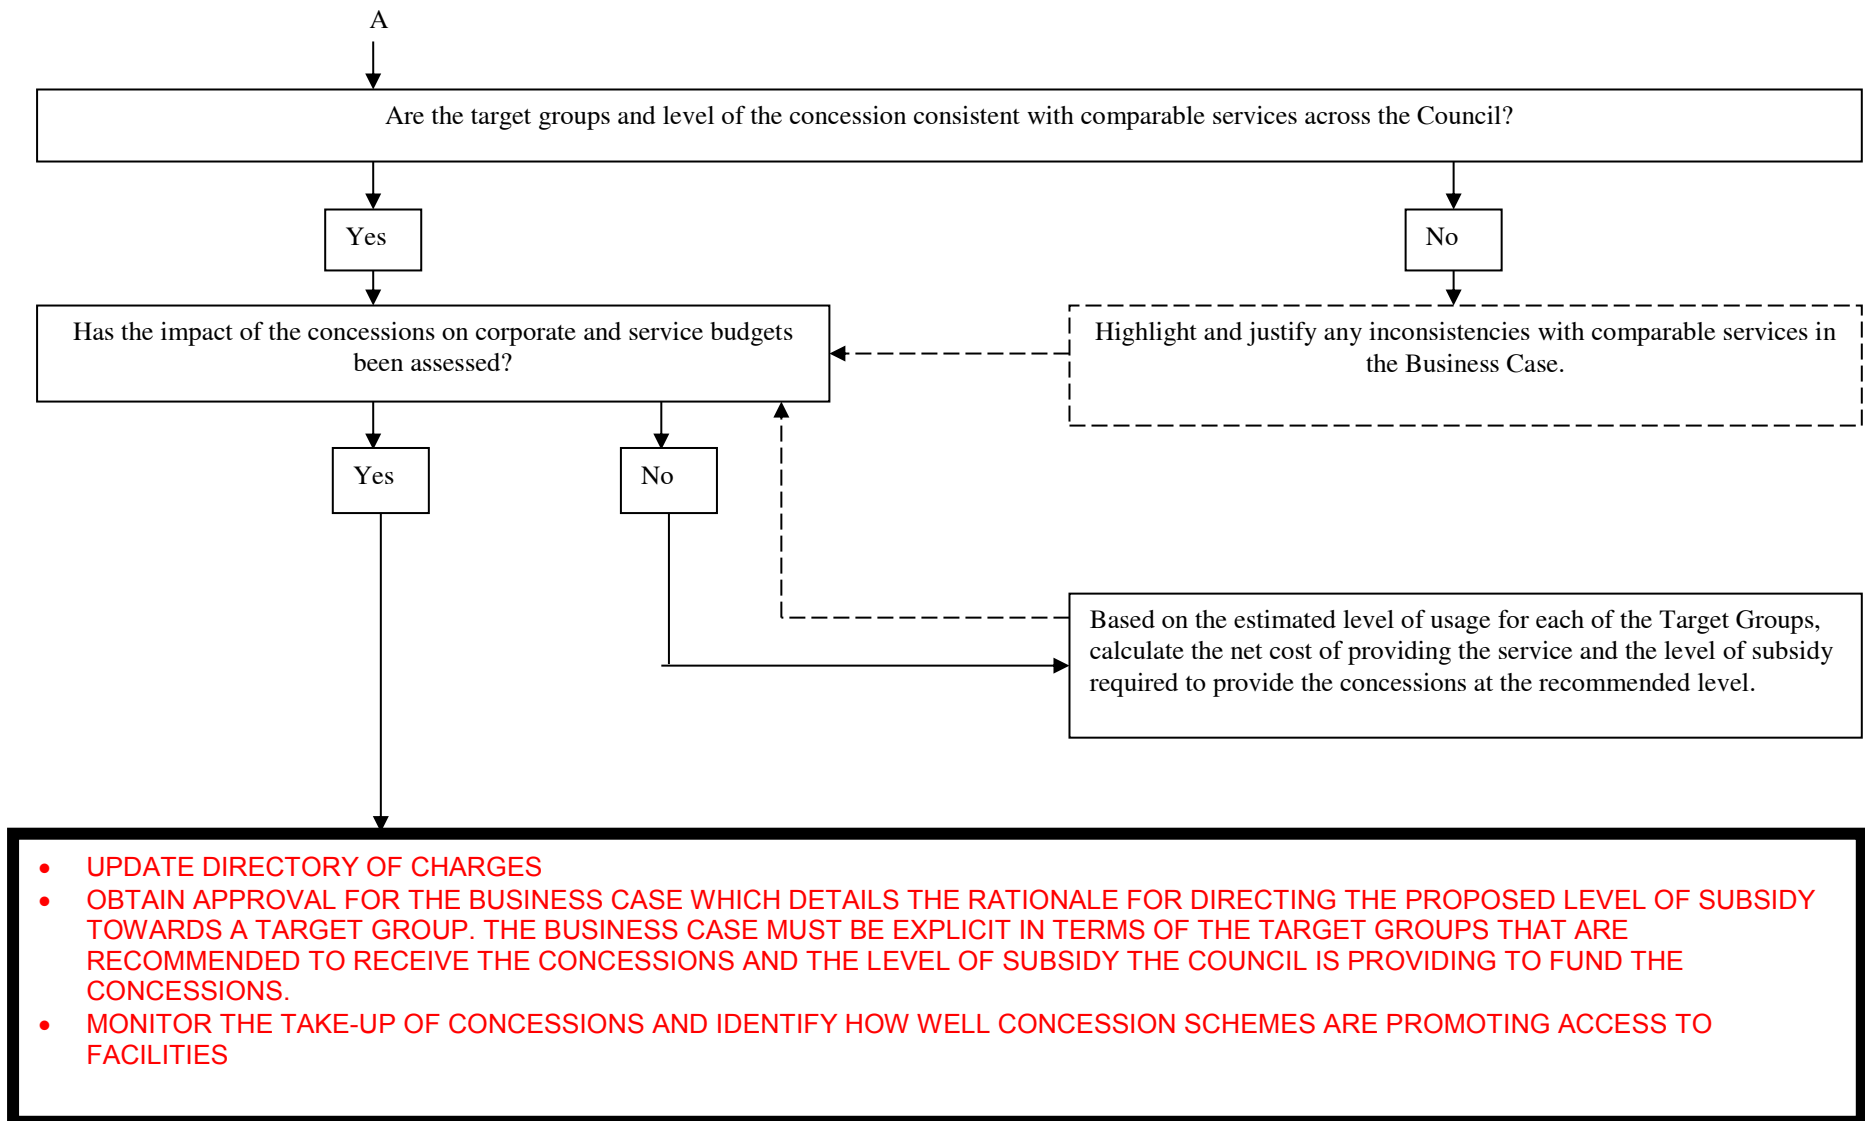 A
Are the target groups and level of the concession consistent with comparable services across the Council?
Yes
No
Has the impact of the concessions on corporate and service budgets
been assessed?
Highlight and justify any inconsistencies with comparable services in
the Business Case.
Yes
No
Based on the estimated level of usage for each of the Target Groups,
calculate the net cost of providing the service and the level of subsidy
required to provide the concessions at the recommended level.
• UPDATE DIRECTORY OF CHARGES
• OBTAIN APPROVAL FOR THE BUSINESS CASE WHICH DETAILS THE RATIONALE FOR DIRECTING THE PROPOSED LEVEL OF SUBSIDY
TOWARDS A TARGET GROUP. THE BUSINESS CASE MUST BE EXPLICIT IN TERMS OF THE TARGET GROUPS THAT ARE
RECOMMENDED TO RECEIVE THE CONCESSIONS AND THE LEVEL OF SUBSIDY THE COUNCIL IS PROVIDING TO FUND THE
CONCESSIONS.
• MONITOR THE TAKE-UP OF CONCESSIONS AND IDENTIFY HOW WELL CONCESSION SCHEMES ARE PROMOTING ACCESS TO
FACILITIES